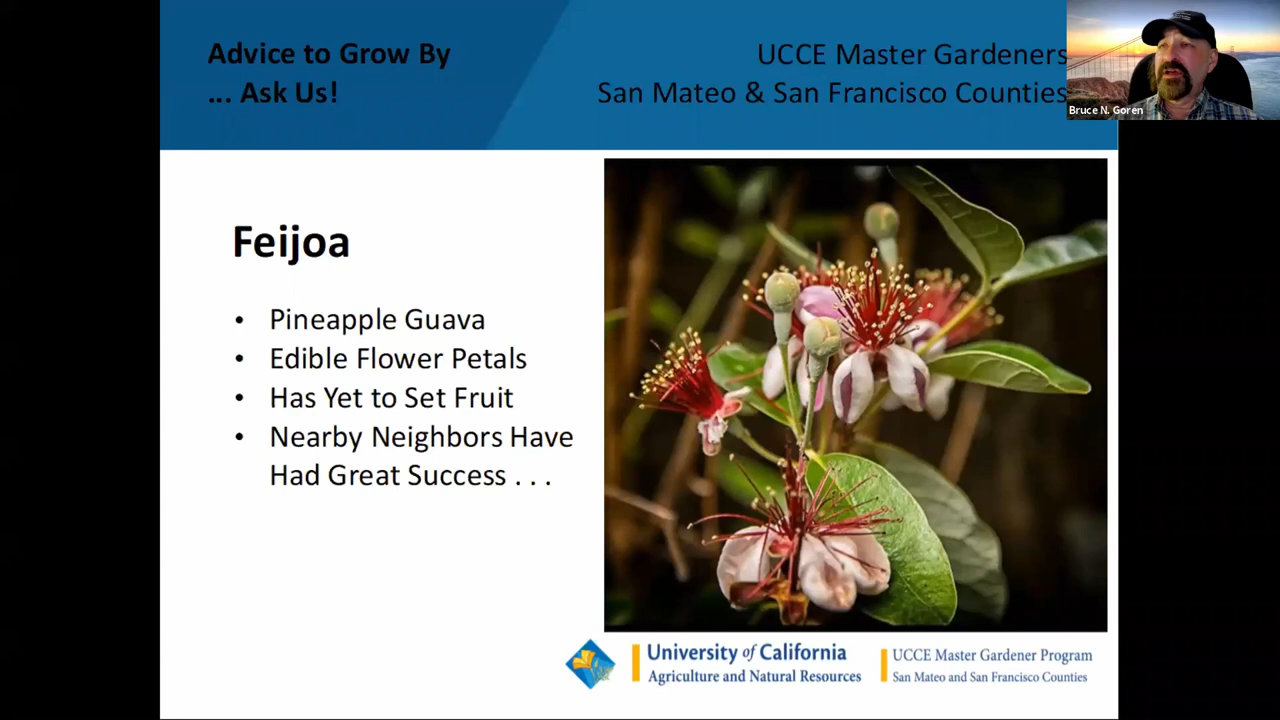 Advice to Grow By
... Ask Us!
UCCE Master Gardeners
San Mateo & San Francisco Counties
Bruce N. Goren
Feijoa
• Pineapple Guava
• Edible Flower Petals
• Has Yet to Set Fruit
• Nearby Neighbors Have
Had Great Success . . .
University of California
Agriculture and Natural Resources
UCCE Master Gardener Program
San Mateo and San Francisco Counties